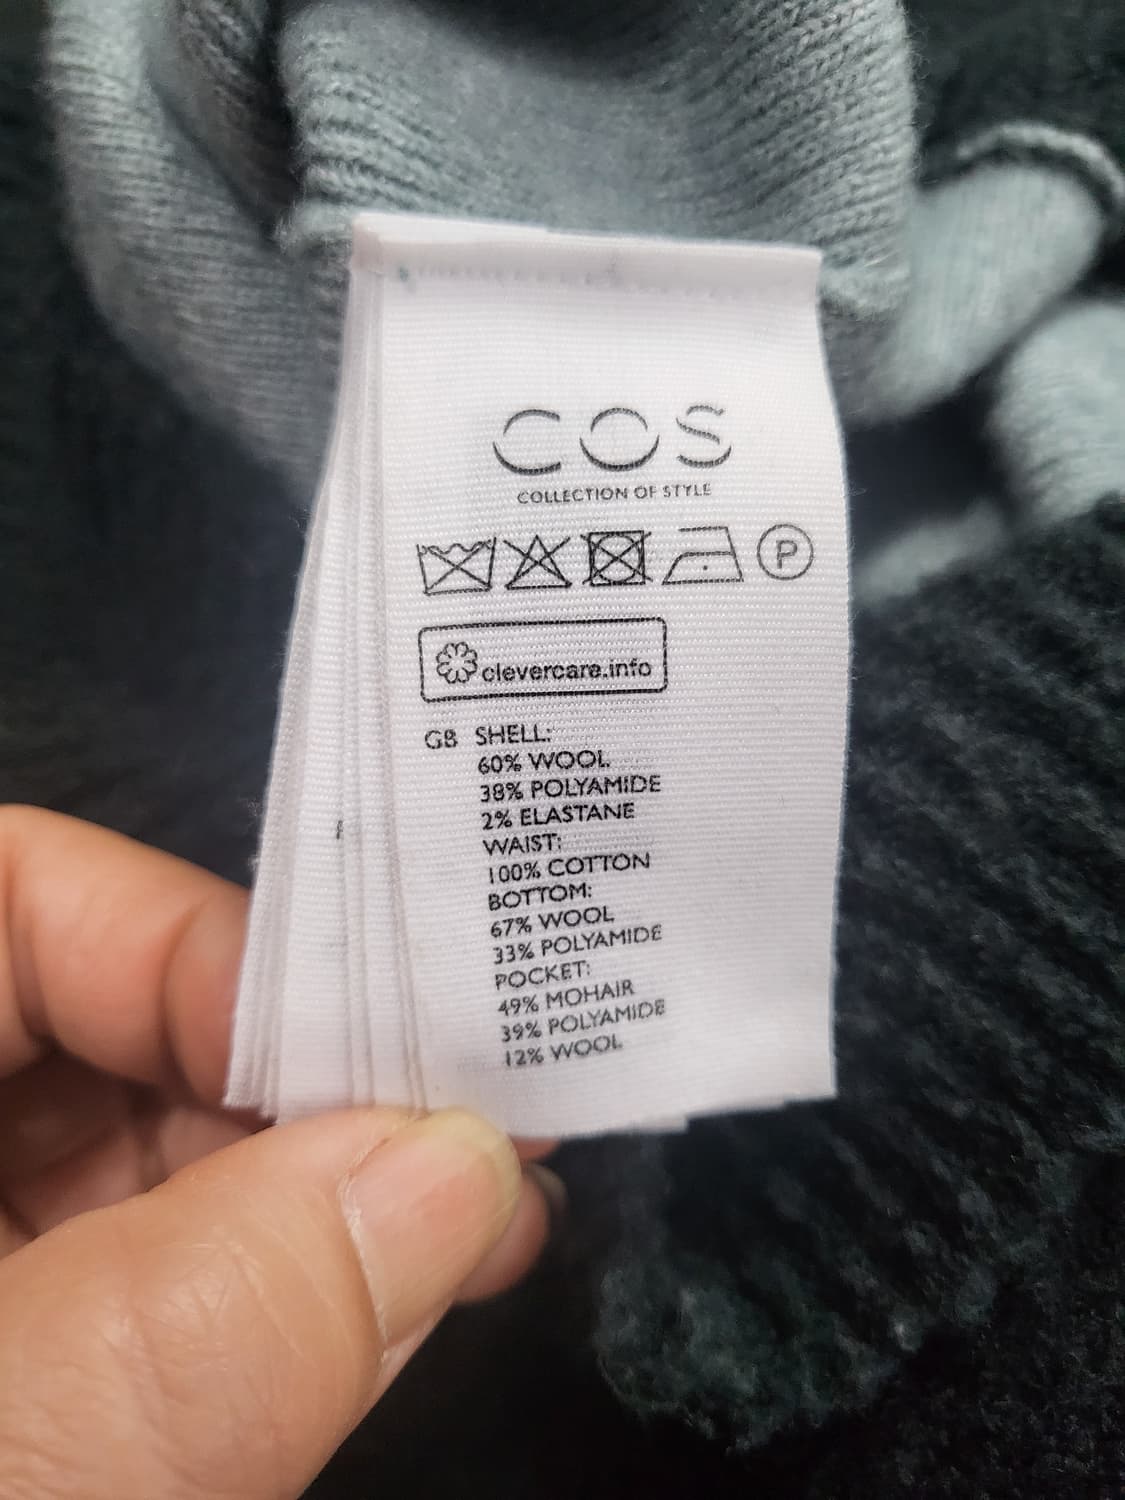 COS
COLLECTION OF STYLE
P
clevercare.info
GB SHELL:
60% WOOL
38% POLYAMIDE
2% ELASTANE
WAIST:
100% COTTON
BOTTOM:
67% WOOL
33% POLYAMIDE
POCKET:
49% MOHAIR
39% POLYAMIDE
12% WOOL